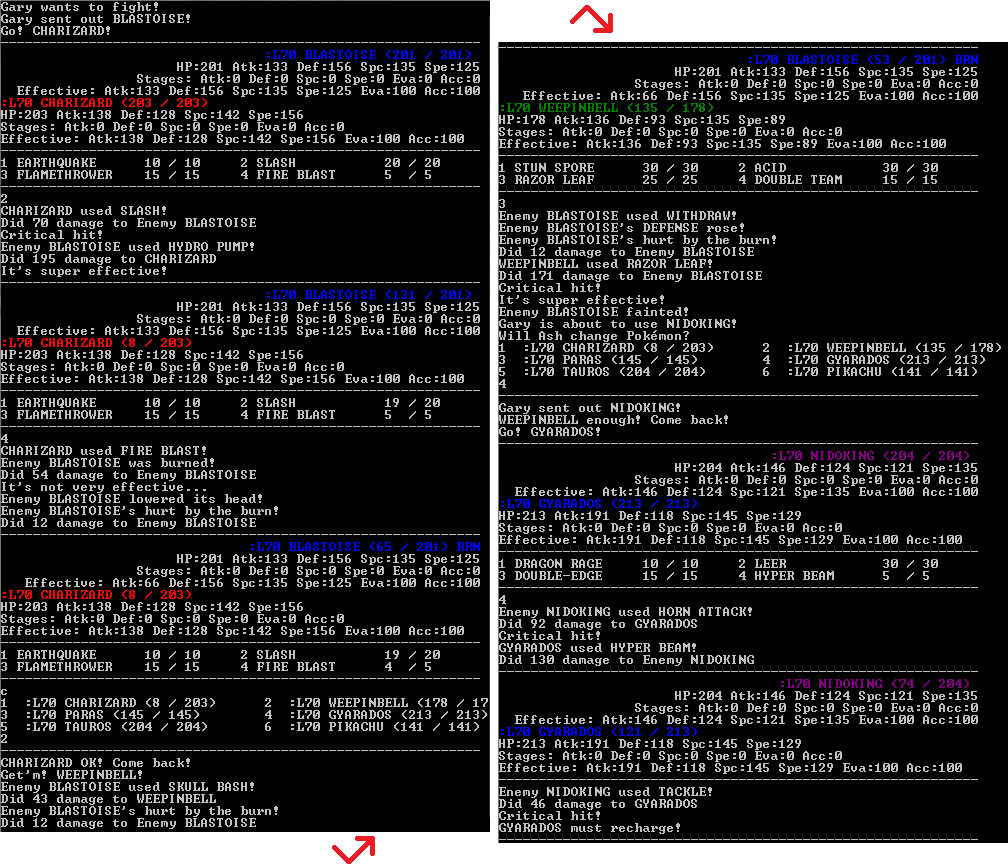 Gary wants to fight!
Gary sent out BLASTOISE!
Go! CHARIZARD!
:L70 BLASTOISE (201 / 201)
HP:201 Atk:133 Def:156 Spc:135 Spe:125
Stages: Atk:0 Def:0 Spc:0 Spe:0 Eva:0 Acc:0
Effective: Atk:133 Def:156 Spc:135 Spe:125 Eva:100 Acc:100
:L70 CHARIZARD (203 / 203)
HP:203 Atk:138 Def:128 Spc:142 Spe:156
Stages: Atk:0 Def:0 Spc:0 Spe:0 Eva:0 Acc:0
Effective: Atk:138 Def:128 Spc:142 Spe:156 Eva:100 Acc:100
1 EARTHQUAKE 10 / 10 2 SLASH 20 / 20
3 FLAMETHROWER 15 / 15 4 FIRE BLAST 5 / 5
2
CHARIZARD used SLASH!
Did 70 damage to Enemy BLASTOISE
Critical hit!
Enemy BLASTOISE used HYDRO PUMP!
Did 195 damage to CHARIZARD
It's super effective!
:L70 BLASTOISE (131 / 201)
HP:201 Atk:133 Def:156 Spc:135 Spe:125
Stages: Atk:0 Def:0 Spc:0 Spe:0 Eva:0 Acc:0
Effective: Atk:133 Def:156 Spc:135 Spe:125 Eva:100 Acc:100
:L70 CHARIZARD (8 / 203)
HP:203 Atk:138 Def:128 Spc:142 Spe:156
Stages: Atk:0 Def:0 Spc:0 Spe:0 Eva:0 Acc:0
Effective: Atk:138 Def:128 Spc:142 Spe:156 Eva:100 Acc:100
1 EARTHQUAKE 10 / 10 2 SLASH 19 / 20
3 FLAMETHROWER 15 / 15 4 FIRE BLAST 5 / 5
4
CHARIZARD used FIRE BLAST!
Enemy BLASTOISE was burned!
Did 54 damage to Enemy BLASTOISE
It's not very effective...
Enemy BLASTOISE lowered its head!
Enemy BLASTOISE's hurt by the burn!
Did 12 damage to Enemy BLASTOISE
:L70 BLASTOISE (65 / 201) BRN
HP:201 Atk:133 Def:156 Spc:135 Spe:125
Stages: Atk:0 Def:0 Spc:0 Spe:0 Eva:0 Acc:0
Effective: Atk:66 Def:156 Spc:135 Spe:125 Eva:100 Acc:100
:L70 CHARIZARD (8 / 203)
HP:203 Atk:138 Def:128 Spc:142 Spe:156
Stages: Atk:0 Def:0 Spc:0 Spe:0 Eva:0 Acc:0
Effective: Atk:138 Def:128 Spc:142 Spe:156 Eva:100 Acc:100
1 EARTHQUAKE 10 / 10 2 SLASH 19 / 20
3 FLAMETHROWER 15 / 15 4 FIRE BLAST 4 / 5
c
1 :L70 CHARIZARD (8 / 203) 2 :L70 WEEPINBELL (178 / 17
3 :L70 PARAS (145 / 145) 4 :L70 GYARADOS (213 / 213)
5 :L70 TAUROS (204 / 204) 6 :L70 PIKACHU (141 / 141)
2
CHARIZARD OK! Come back!
Get'm! WEEPINBELL!
Enemy BLASTOISE used SKULL BASH!
Did 43 damage to WEEPINBELL
Enemy BLASTOISE's hurt by the burn!
Did 12 damage to Enemy BLASTOISE
:L70 BLASTOISE (53 / 201) BRN
HP:201 Atk:133 Def:156 Spc:135 Spe:125
Stages: Atk:0 Def:0 Spc:0 Spe:0 Eva:0 Acc:0
Effective: Atk:66 Def:156 Spc:135 Spe:125 Eva:100 Acc:100
:L70 WEEPINBELL (135 / 178)
HP:178 Atk:136 Def:93 Spc:135 Spe:89
Stages: Atk:0 Def:0 Spc:0 Spe:0 Eva:0 Acc:0
Effective: Atk:136 Def:93 Spc:135 Spe:89 Eva:100 Acc:100
1 STUN SPORE 30 / 30 2 ACID 30 / 30
3 RAZOR LEAF 25 / 25 4 DOUBLE TEAM 15 / 15
3
Enemy BLASTOISE used WITHDRAW!
Enemy BLASTOISE's DEFENSE rose!
Enemy BLASTOISE's hurt by the burn!
Did 12 damage to Enemy BLASTOISE
WEEPINBELL used RAZOR LEAF!
Did 171 damage to Enemy BLASTOISE
Critical hit!
It's super effective!
Enemy BLASTOISE fainted!
Gary is about to use NIDOKING!
Will Ash change Pokémon?
1 :L70 CHARIZARD (8 / 203) 2 :L70 WEEPINBELL (135 / 178)
3 :L70 PARAS (145 / 145) 4 :L70 GYARADOS (213 / 213)
5 :L70 TAUROS (204 / 204) 6 :L70 PIKACHU (141 / 141)
4
Gary sent out NIDOKING!
WEEPINBELL enough! Come back!
Go! GYARADOS!
:L70 NIDOKING (204 / 204)
HP:204 Atk:146 Def:124 Spc:121 Spe:135
Stages: Atk:0 Def:0 Spc:0 Spe:0 Eva:0 Acc:0
Effective: Atk:146 Def:124 Spc:121 Spe:135 Eva:100 Acc:100
:L70 GYARADOS (213 / 213)
HP:213 Atk:191 Def:118 Spc:145 Spe:129
Stages: Atk:0 Def:0 Spc:0 Spe:0 Eva:0 Acc:0
Effective: Atk:191 Def:118 Spc:145 Spe:129 Eva:100 Acc:100
1 DRAGON RAGE 10 / 10 2 LEER 30 / 30
3 DOUBLE-EDGE 15 / 15 4 HYPER BEAM 5 / 5
4
Enemy NIDOKING used HORN ATTACK!
Did 92 damage to GYARADOS
Critical hit!
GYARADOS used HYPER BEAM!
Did 130 damage to Enemy NIDOKING
:L70 NIDOKING (74 / 204)
HP:204 Atk:146 Def:124 Spc:121 Spe:135
Stages: Atk:0 Def:0 Spc:0 Spe:0 Eva:0 Acc:0
Effective: Atk:146 Def:124 Spc:121 Spe:135 Eva:100 Acc:100
:L70 GYARADOS (121 / 213)
HP:213 Atk:191 Def:118 Spc:145 Spe:129
Stages: Atk:0 Def:0 Spc:0 Spe:0 Eva:0 Acc:0
Effective: Atk:191 Def:118 Spc:145 Spe:129 Eva:100 Acc:100
Enemy NIDOKING used TACKLE!
Did 46 damage to GYARADOS
Critical hit!
GYARADOS must recharge!